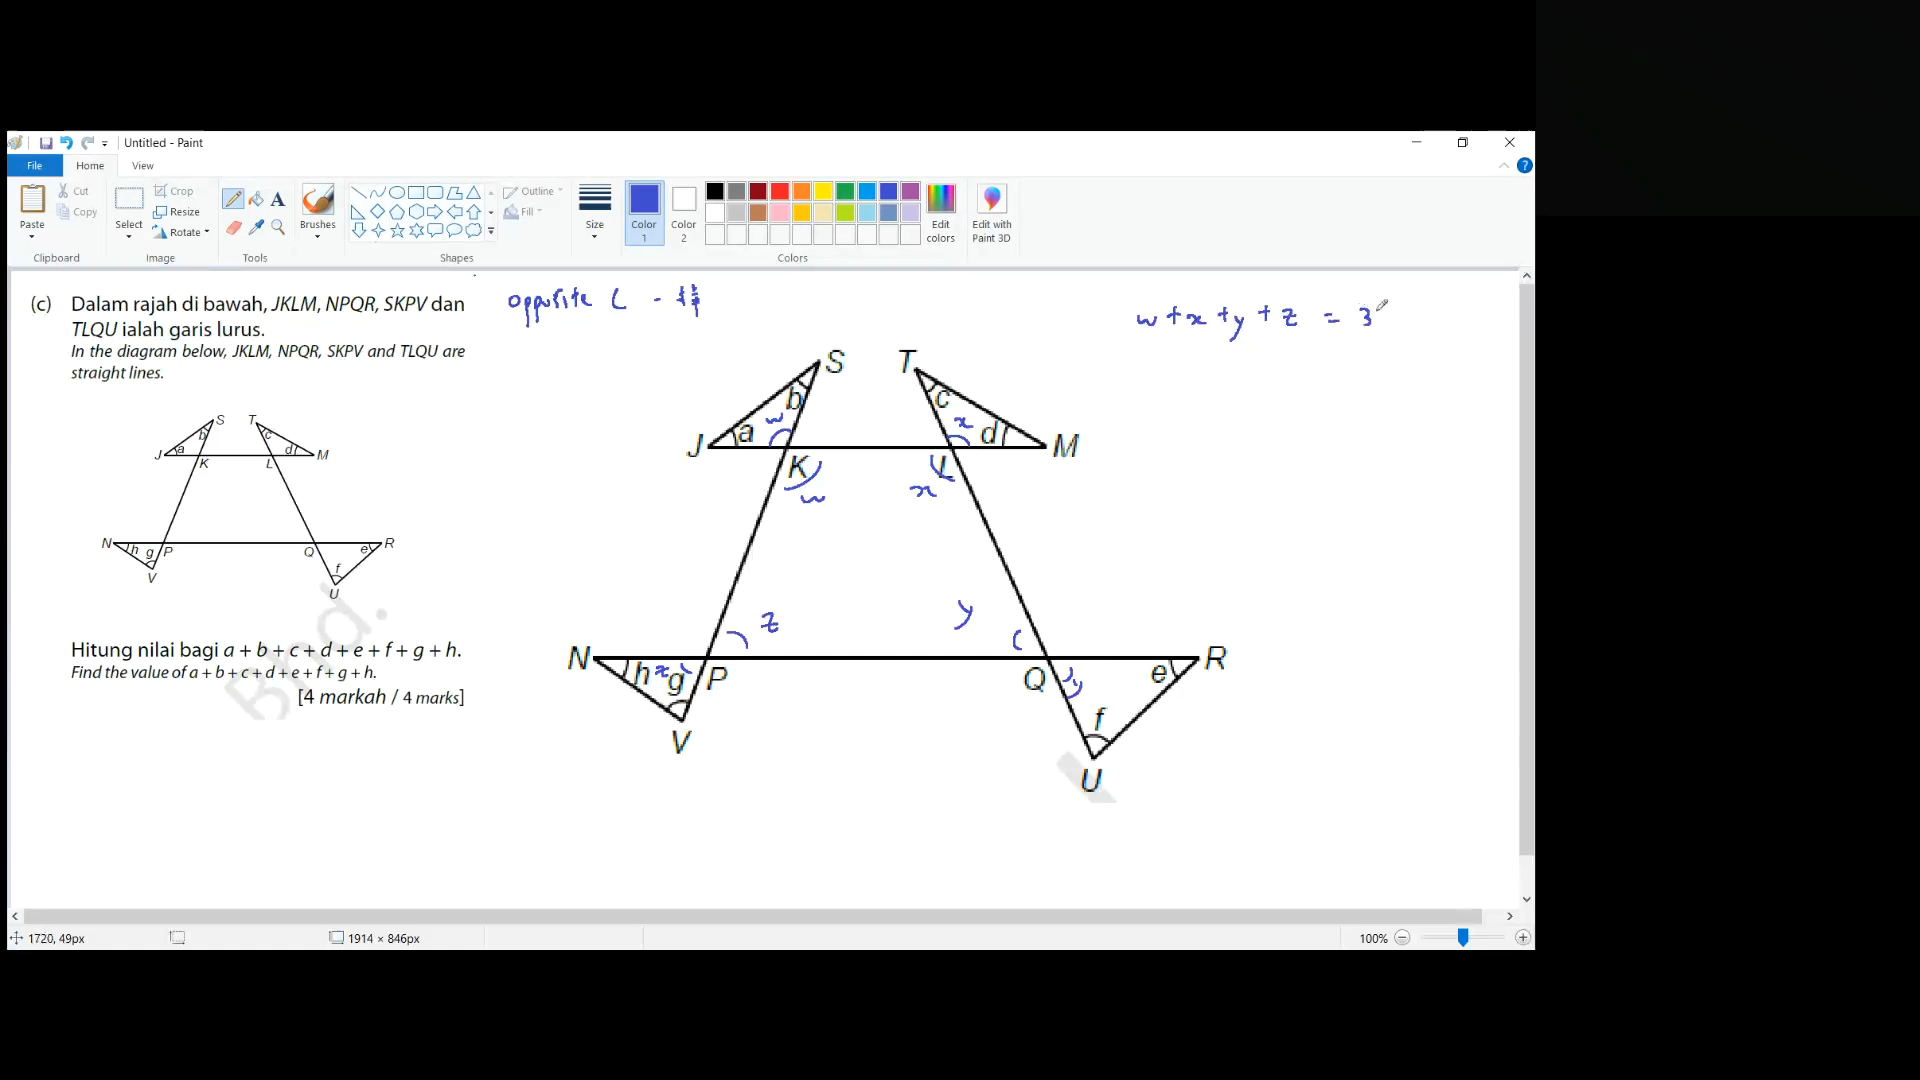 Untitled - Paint
File Home View
Paste
Cut
Copy
Clipboard
Select
Crop
Resize
Rotate
Image
Tools
Brushes
Shapes
Outline
Fill
Size
Color 1
Color 2
Colors
Edit colors
Edit with Paint 3D
(c) Dalam rajah di bawah, JKLM, NPQR, SKPV dan
TLQU ialah garis lurus.
In the diagram below, JKLM, NPQR, SKPV and TLQU are
straight lines.
S T
b c
J a d M
K L
N h g P Q e R
V f
U
Hitung nilai bagi a + b + c + d + e + f + g + h.
Find the value of a + b + c + d + e + f + g + h.
[4 markah / 4 marks]
Bhd.
opposite
w + x + y + z = 3
S T
b c
w x
J a d M
K L
w x
z y
N h z g P Q y e R
f
V
U
1720, 49px
1914 × 846px
100%